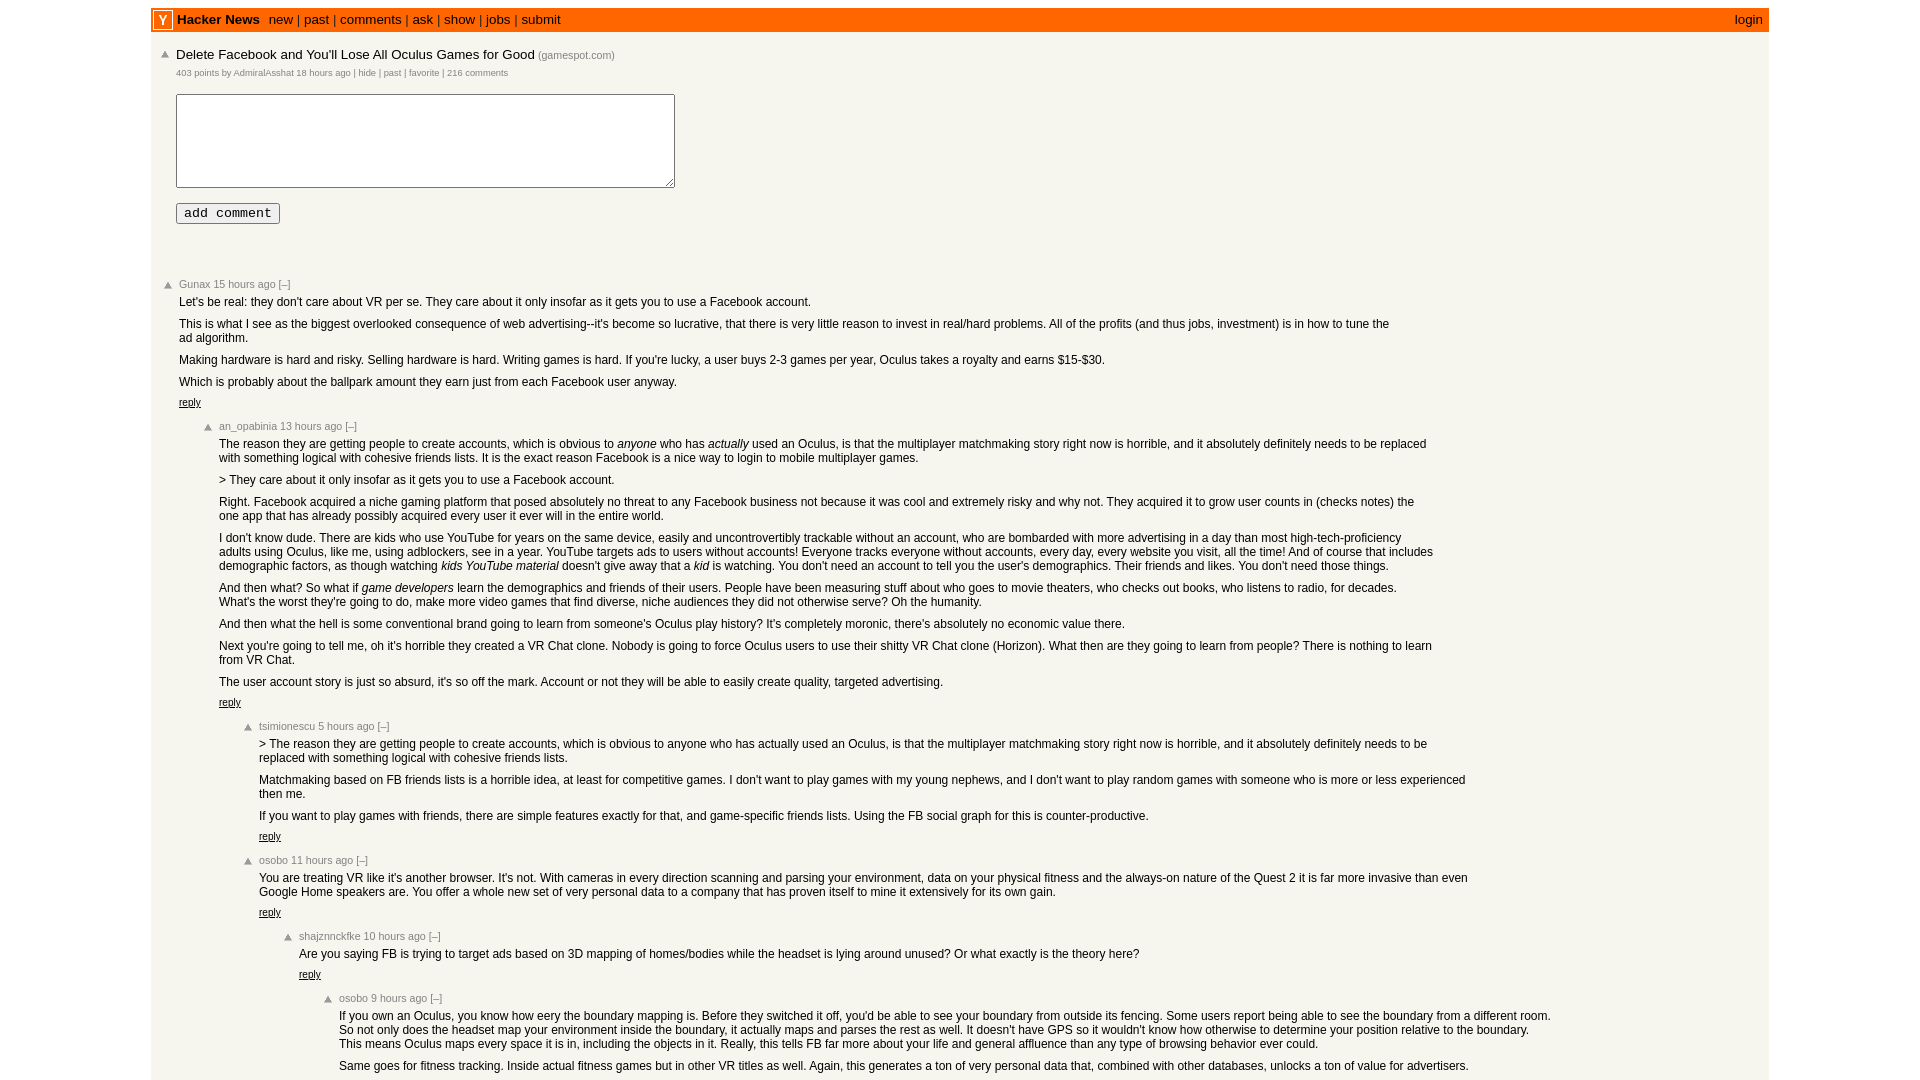 Y Hacker News new | past | comments | ask | show | jobs | submit login
Delete Facebook and You'll Lose All Oculus Games for Good (gamespot.com)
403 points by AdmiralAsshat 18 hours ago | hide | past | favorite | 216 comments
add comment
Gunax 15 hours ago [–]
Let's be real: they don't care about VR per se. They care about it only insofar as it gets you to use a Facebook account.
This is what I see as the biggest overlooked consequence of web advertising--it's become so lucrative, that there is very little reason to invest in real/hard problems. All of the profits (and thus jobs, investment) is in how to tune the
ad algorithm.
Making hardware is hard and risky. Selling hardware is hard. Writing games is hard. If you're lucky, a user buys 2-3 games per year, Oculus takes a royalty and earns $15-$30.
Which is probably about the ballpark amount they earn just from each Facebook user anyway.
reply
an_opabinia 13 hours ago [–]
The reason they are getting people to create accounts, which is obvious to anyone who has actually used an Oculus, is that the multiplayer matchmaking story right now is horrible, and it absolutely definitely needs to be replaced
with something logical with cohesive friends lists. It is the exact reason Facebook is a nice way to login to mobile multiplayer games.
> They care about it only insofar as it gets you to use a Facebook account.
Right. Facebook acquired a niche gaming platform that posed absolutely no threat to any Facebook business not because it was cool and extremely risky and why not. They acquired it to grow user counts in (checks notes) the
one app that has already possibly acquired every user it ever will in the entire world.
I don't know dude. There are kids who use YouTube for years on the same device, easily and uncontrovertibly trackable without an account, who are bombarded with more advertising in a day than most high-tech-proficiency
adults using Oculus, like me, using adblockers, see in a year. YouTube targets ads to users without accounts! Everyone tracks everyone without accounts, every day, every website you visit, all the time! And of course that includes
demographic factors, as though watching kids YouTube material doesn't give away that a kid is watching. You don't need an account to tell you the user's demographics. Their friends and likes. You don't need those things.
And then what? So what if game developers learn the demographics and friends of their users. People have been measuring stuff about who goes to movie theaters, who checks out books, who listens to radio, for decades.
What's the worst they're going to do, make more video games that find diverse, niche audiences they did not otherwise serve? Oh the humanity.
And then what the hell is some conventional brand going to learn from someone's Oculus play history? It's completely moronic, there's absolutely no economic value there.
Next you're going to tell me, oh it's horrible they created a VR Chat clone. Nobody is going to force Oculus users to use their shitty VR Chat clone (Horizon). What then are they going to learn from people? There is nothing to learn
from VR Chat.
The user account story is just so absurd, it's so off the mark. Account or not they will be able to easily create quality, targeted advertising.
reply
tsimionescu 5 hours ago [–]
> The reason they are getting people to create accounts, which is obvious to anyone who has actually used an Oculus, is that the multiplayer matchmaking story right now is horrible, and it absolutely definitely needs to be
replaced with something logical with cohesive friends lists.
Matchmaking based on FB friends lists is a horrible idea, at least for competitive games. I don't want to play games with my young nephews, and I don't want to play random games with someone who is more or less experienced
then me.
If you want to play games with friends, there are simple features exactly for that, and game-specific friends lists. Using the FB social graph for this is counter-productive.
reply
osobo 11 hours ago [–]
You are treating VR like it's another browser. It's not. With cameras in every direction scanning and parsing your environment, data on your physical fitness and the always-on nature of the Quest 2 it is far more invasive than even
Google Home speakers are. You offer a whole new set of very personal data to a company that has proven itself to mine it extensively for its own gain.
reply
shajznnckfke 10 hours ago [–]
Are you saying FB is trying to target ads based on 3D mapping of homes/bodies while the headset is lying around unused? Or what exactly is the theory here?
reply
osobo 9 hours ago [–]
If you own an Oculus, you know how eery the boundary mapping is. Before they switched it off, you'd be able to see your boundary from outside its fencing. Some users report being able to see the boundary from a different room.
So not only does the headset map your environment inside the boundary, it actually maps and parses the rest as well. It doesn't have GPS so it wouldn't know how otherwise to determine your position relative to the boundary.
This means Oculus maps every space it is in, including the objects in it. Really, this tells FB far more about your life and general affluence than any type of browsing behavior ever could.
Same goes for fitness tracking. Inside actual fitness games but in other VR titles as well. Again, this generates a ton of very personal data that, combined with other databases, unlocks a ton of value for advertisers.